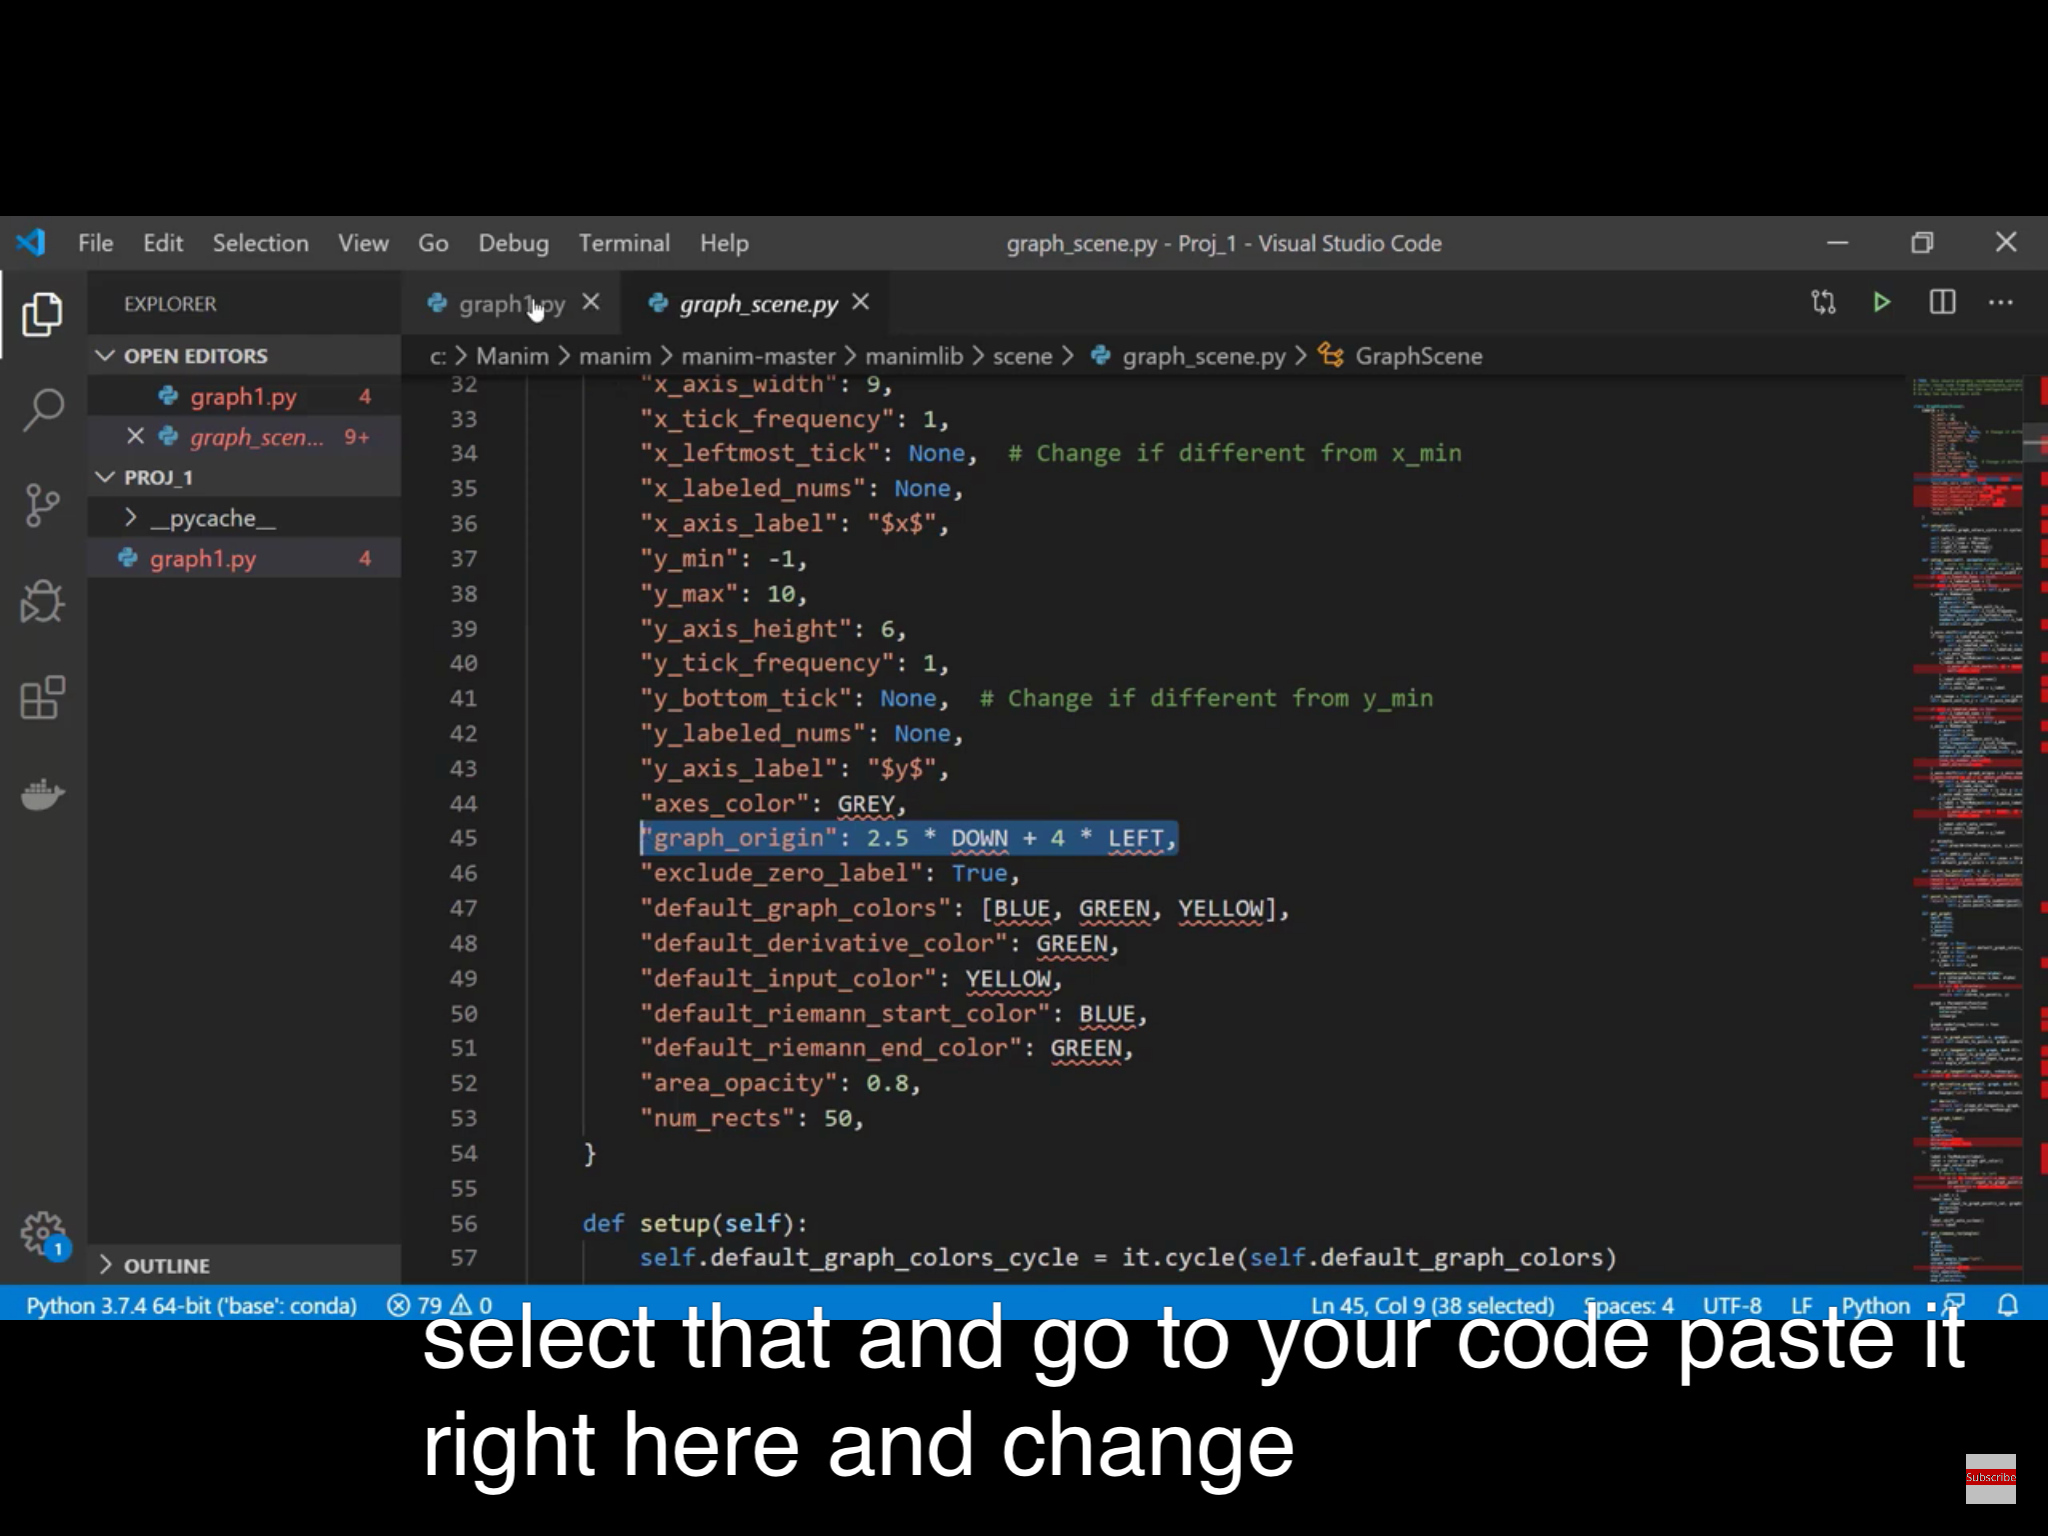 File Edit Selection View Go Debug Terminal Help graph_scene.py - Proj_1 - Visual Studio Code
EXPLORER graph1.py graph_scene.py
OPEN EDITORS
graph1.py 4
graph_scen... 9+
PROJ_1
__pycache__
graph1.py 4
OUTLINE
c: > Manim > manim > manim-master > manimlib > scene > graph_scene.py > GraphScene
32 "x_axis_width": 9,
33 "x_tick_frequency": 1,
34 "x_leftmost_tick": None,  # Change if different from x_min
35 "x_labeled_nums": None,
36 "x_axis_label": "$x$",
37 "y_min": -1,
38 "y_max": 10,
39 "y_axis_height": 6,
40 "y_tick_frequency": 1,
41 "y_bottom_tick": None,  # Change if different from y_min
42 "y_labeled_nums": None,
43 "y_axis_label": "$y$",
44 "axes_color": GREY,
45 "graph_origin": 2.5 * DOWN + 4 * LEFT,
46 "exclude_zero_label": True,
47 "default_graph_colors": [BLUE, GREEN, YELLOW],
48 "default_derivative_color": GREEN,
49 "default_input_color": YELLOW,
50 "default_riemann_start_color": BLUE,
51 "default_riemann_end_color": GREEN,
52 "area_opacity": 0.8,
53 "num_rects": 50,
54 }
55
56 def setup(self):
57 self.default_graph_colors_cycle = it.cycle(self.default_graph_colors)
1
Python 3.7.4 64-bit ('base': conda) 79 0 Ln 45, Col 9 (38 selected) Spaces: 4 UTF-8 LF Python
select that and go to your code paste it
right here and change
Subscribe